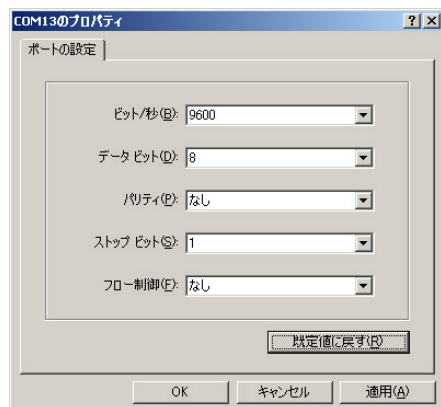 COM13のプロパティ
ポートの設定
ビット/秒(B): 9600
データ ビット(D): 8
パリティ(P): なし
ストップ ビット(S): 1
フロー制御(F): なし
既定値に戻す(R)
OK キャンセル 適用(A)